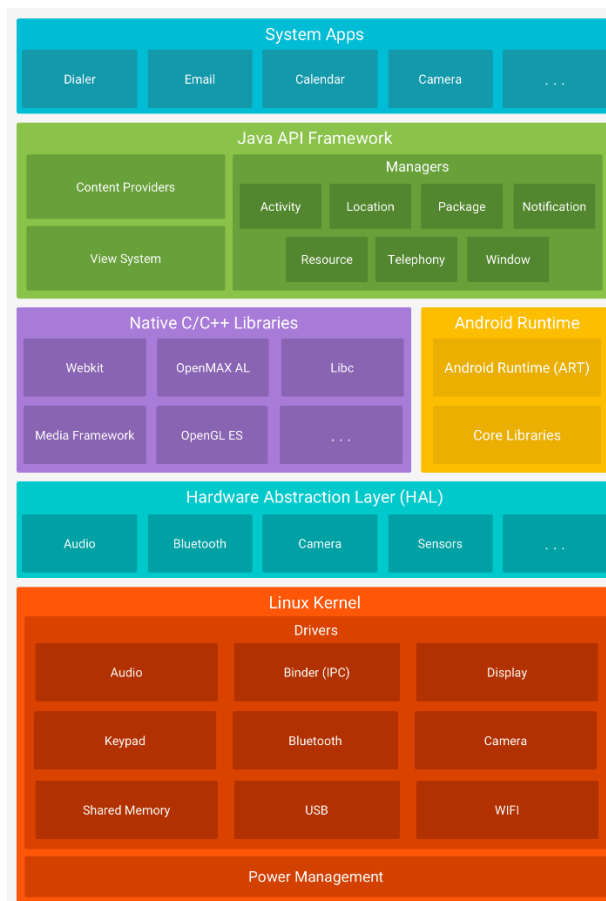 System Apps
Dialer
Email
Calendar
Camera
. . .
Java API Framework
Content Providers
View System
Managers
Activity
Location
Package
Notification
Resource
Telephony
Window
Native C/C++ Libraries
Webkit
OpenMAX AL
Libc
Media Framework
OpenGL ES
. . .
Android Runtime
Android Runtime (ART)
Core Libraries
Hardware Abstraction Layer (HAL)
Audio
Bluetooth
Camera
Sensors
. . .
Linux Kernel
Drivers
Audio
Binder (IPC)
Display
Keypad
Bluetooth
Camera
Shared Memory
USB
WIFI
Power Management